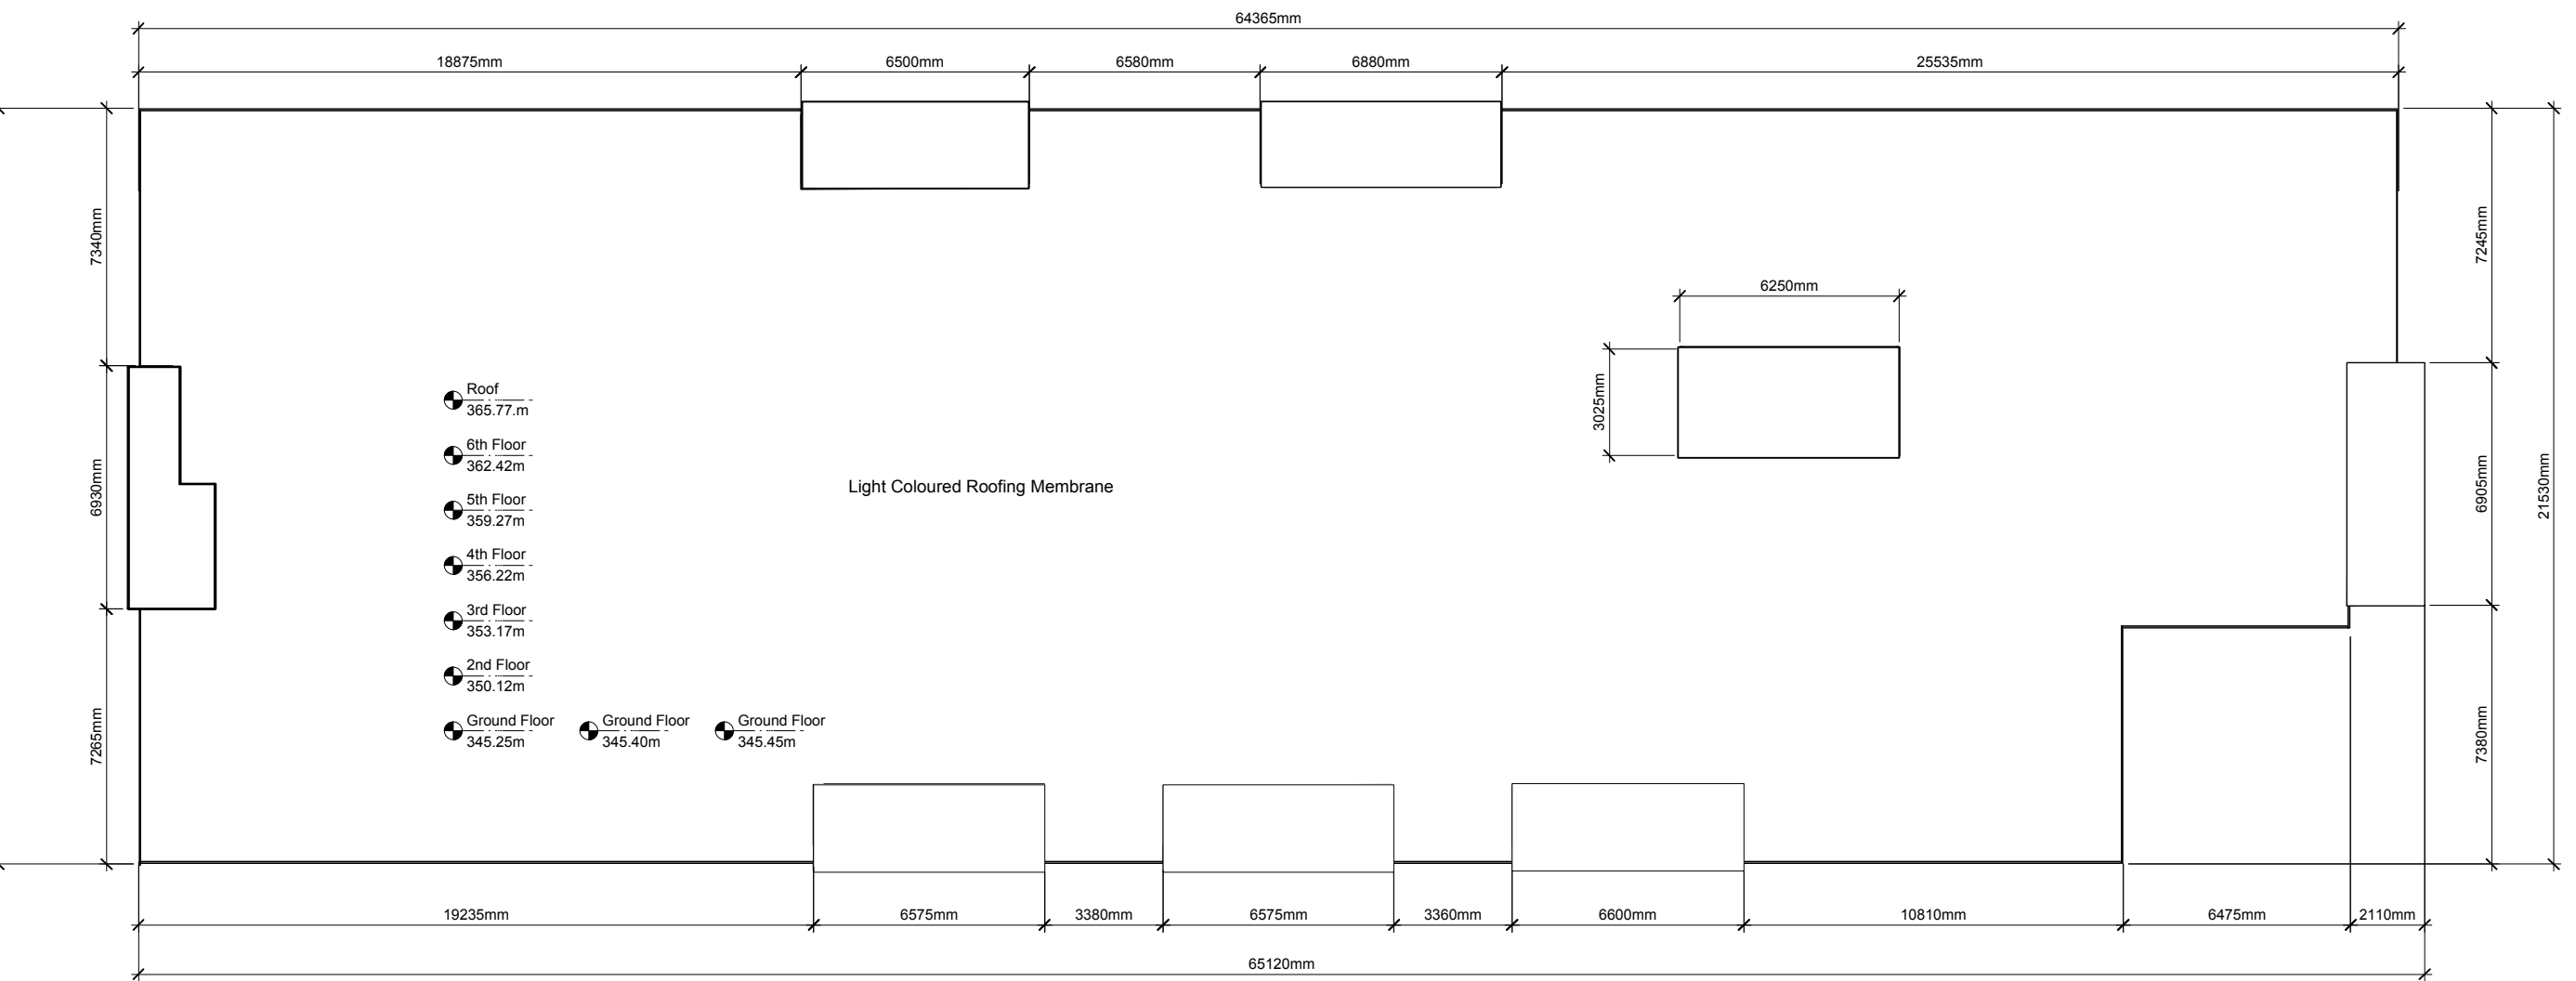 64365mm
18875mm
6500mm
6580mm
6880mm
25535mm
7340mm
7245mm
6250mm
3025mm
Roof
365.77.m
6th Floor
362.42m
5th Floor
359.27m
4th Floor
356.22m
3rd Floor
353.17m
2nd Floor
350.12m
Ground Floor
345.25m
Ground Floor
345.40m
Ground Floor
345.45m
Light Coloured Roofing Membrane
6930mm
6905mm
21530mm
7265mm
7380mm
19235mm
6575mm
3380mm
6575mm
3360mm
6600mm
10810mm
6475mm
2110mm
65120mm